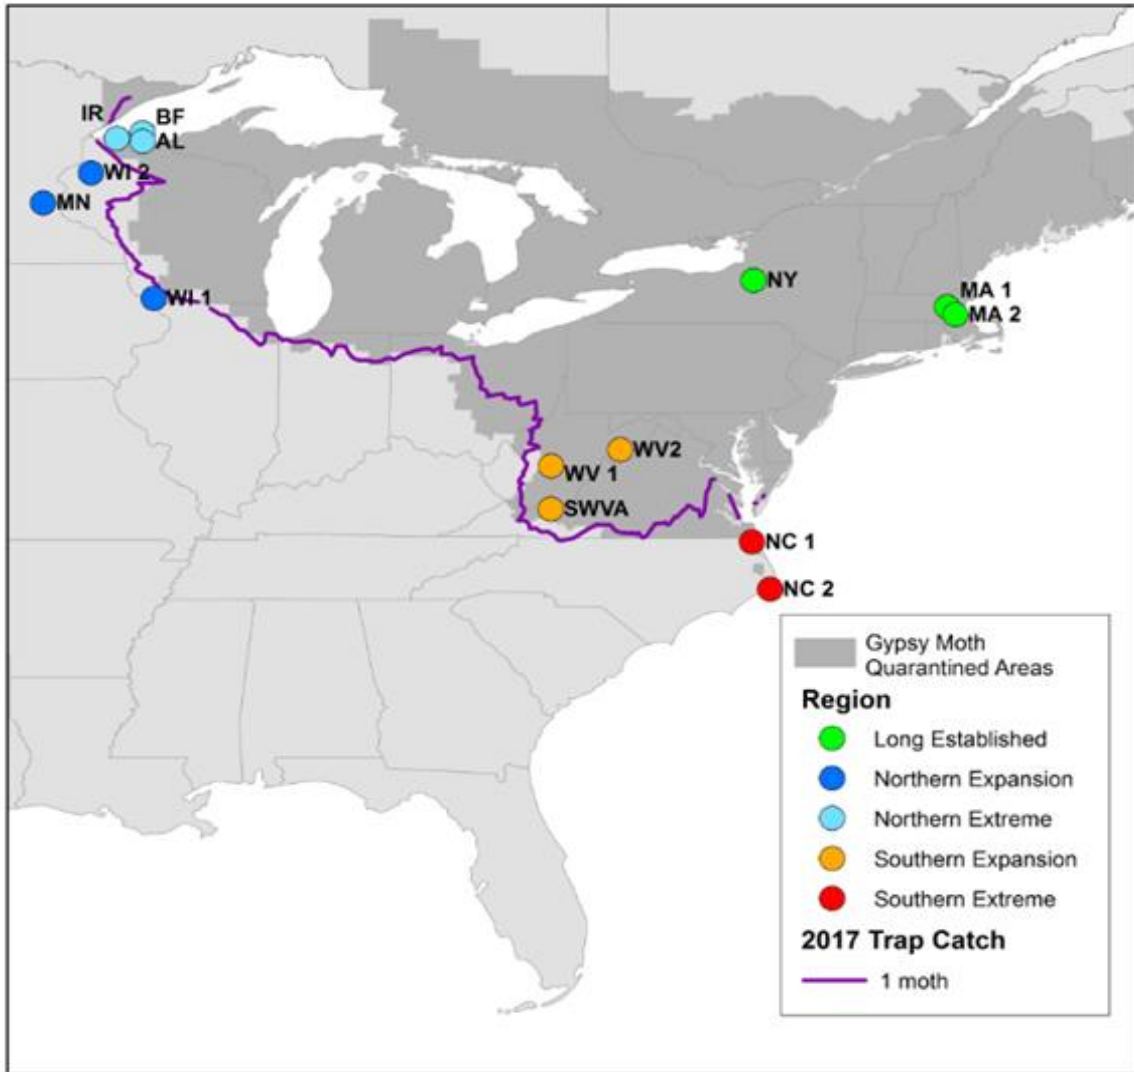 IR
BF
AL
WI 2
MN
WI 1
NY
MA 1
MA 2
WV2
WV 1
SWVA
NC 1
NC 2
Gypsy Moth
Quarantined Areas
Region
Long Established
Northern Expansion
Northern Extreme
Southern Expansion
Southern Extreme
2017 Trap Catch
1 moth